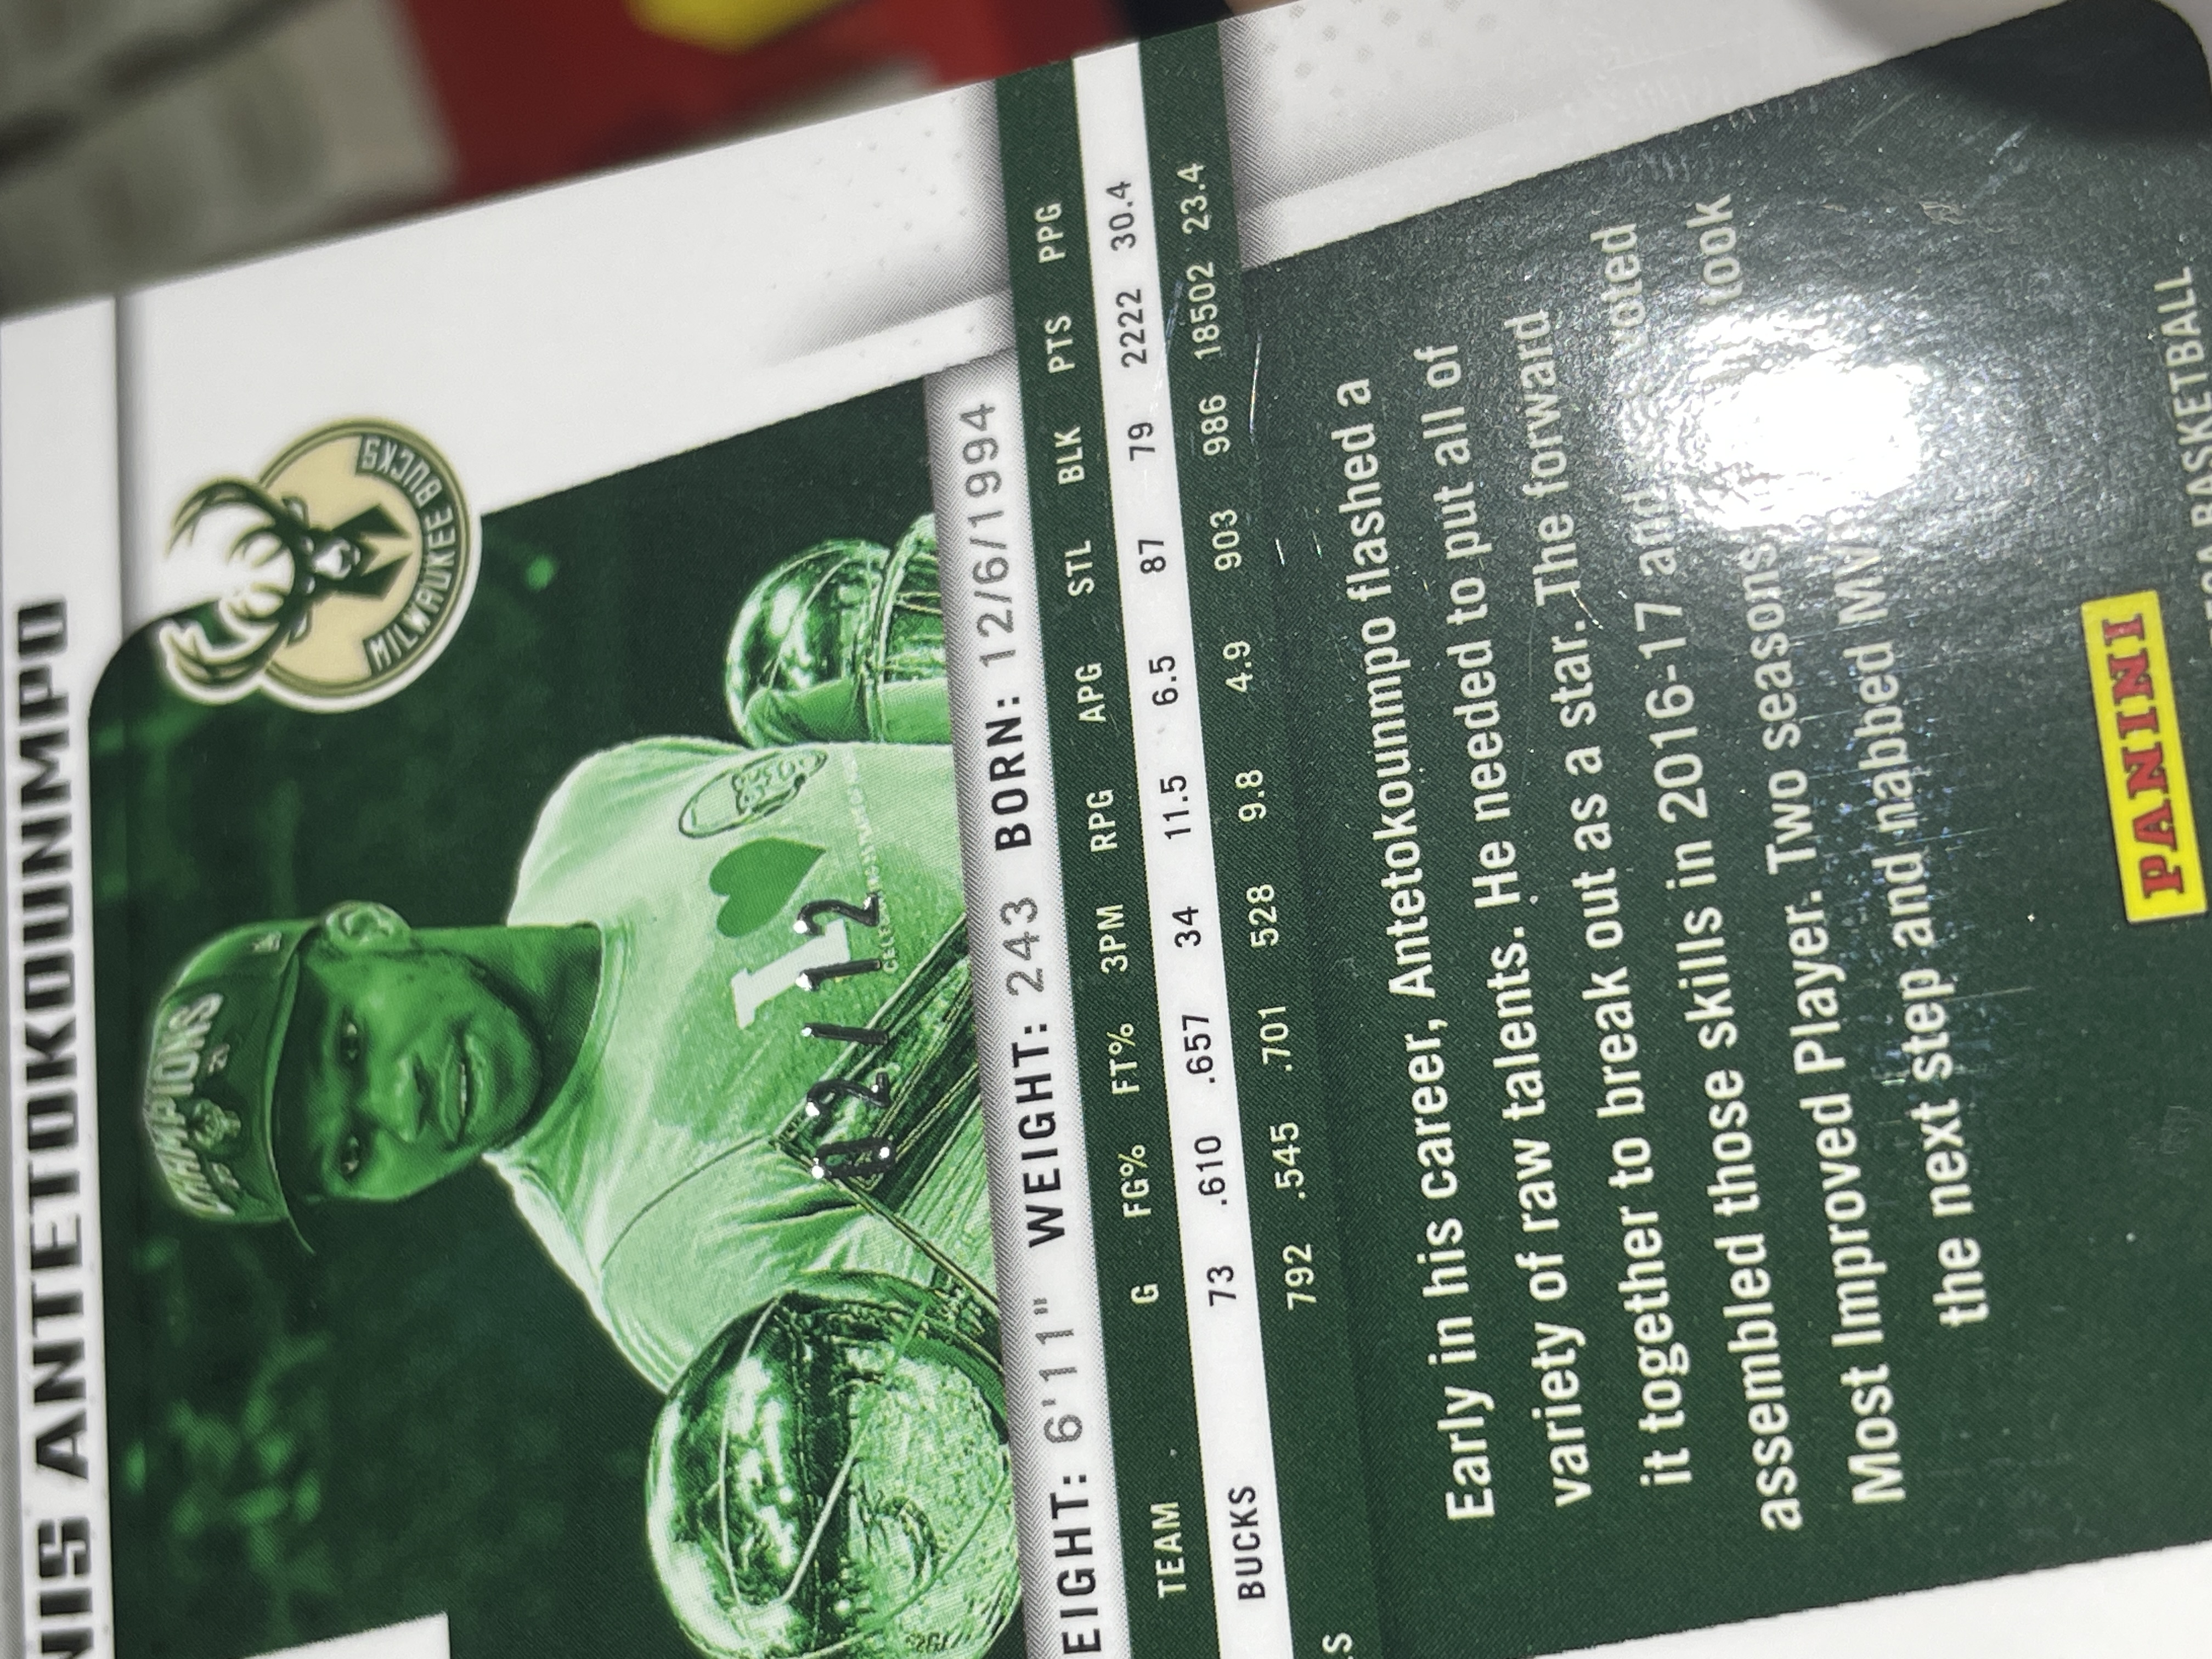 NIS ANTETOKOUNMPO
MILWAUKEE BUCKS
CHAMPIONS
02/12
EIGHT: 6'11" WEIGHT: 243 BORN: 12/6/1994
TEAM G FG% FT% 3PM RPG APG STL BLK PTS PPG
BUCKS 73 .610 .657 34 11.5 6.5 87 79 2222 30.4
S 792 .545 .701 528 9.8 4.9 903 986 18502 23.4
Early in his career, Antetokounmpo flashed a
variety of raw talents. He needed to put all of
it together to break out as a star. The forward
assembled those skills in 2016-17 and voted
Most Improved Player. Two seasons took
the next step and nabbed
PANINI
BASKETBALL